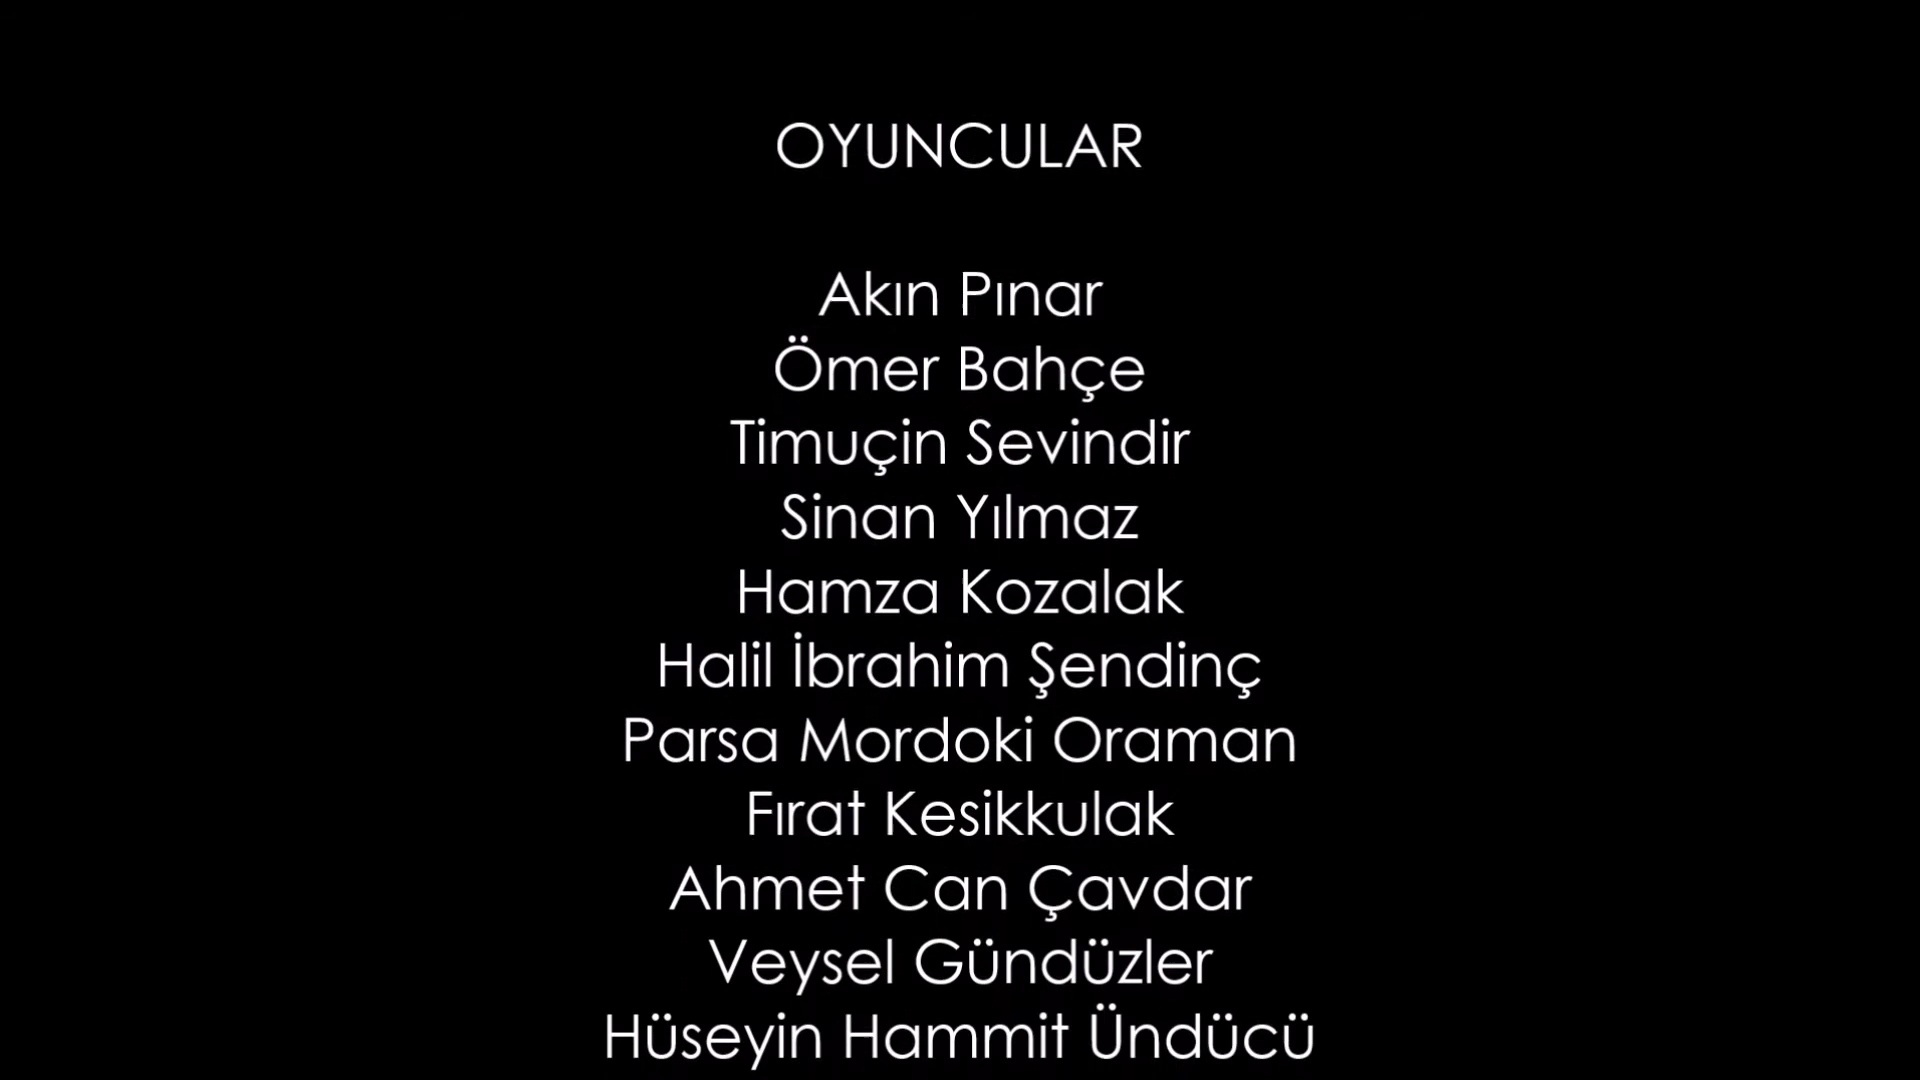 OYUNCULAR
Akın Pınar
Ömer Bahçe
Timuçin Sevindir
Sinan Yılmaz
Hamza Kozalak
Halil İbrahim Şendinç
Parsa Mordoki Oraman
Fırat Kesikkulak
Ahmet Can Çavdar
Veysel Gündüzler
Hüseyin Hammit Ündücü